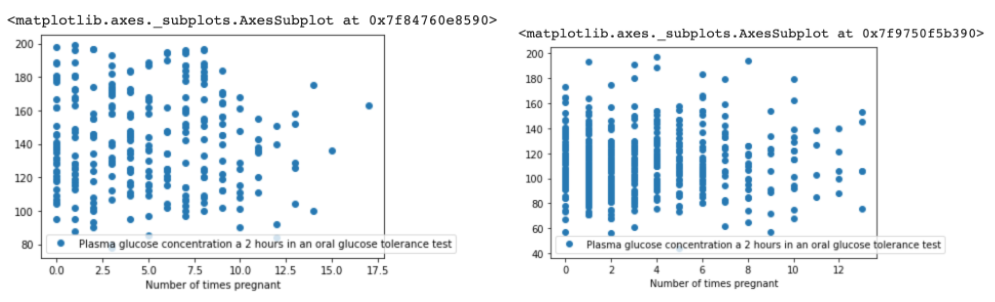 <matplotlib.axes._subplots.AxesSubplot at 0x7f84760e8590>
200
180
160
140
120
100
80
Plasma glucose concentration a 2 hours in an oral glucose tolerance test
0.0 2.5 5.0 7.5 10.0 12.5 15.0 17.5
Number of times pregnant
<matplotlib.axes._subplots.AxesSubplot at 0x7f9750f5b390>
200
180
160
140
120
100
80
60
40
Plasma glucose concentration a 2 hours in an oral glucose tolerance test
0 2 4 6 8 10 12
Number of times pregnant